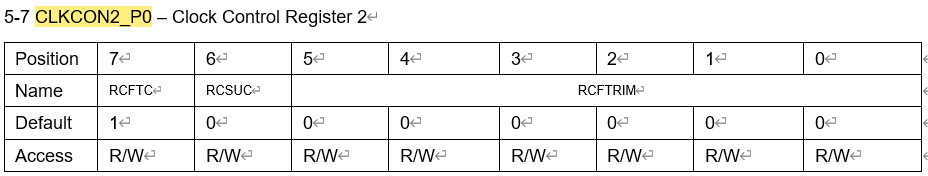 5-7 CLKCON2_P0 – Clock Control Register 2
Position 7 6 5 4 3 2 1 0
Name RCFTC RCSUC RCFTRIM
Default 1 0 0 0 0 0 0 0
Access R/W R/W R/W R/W R/W R/W R/W R/W